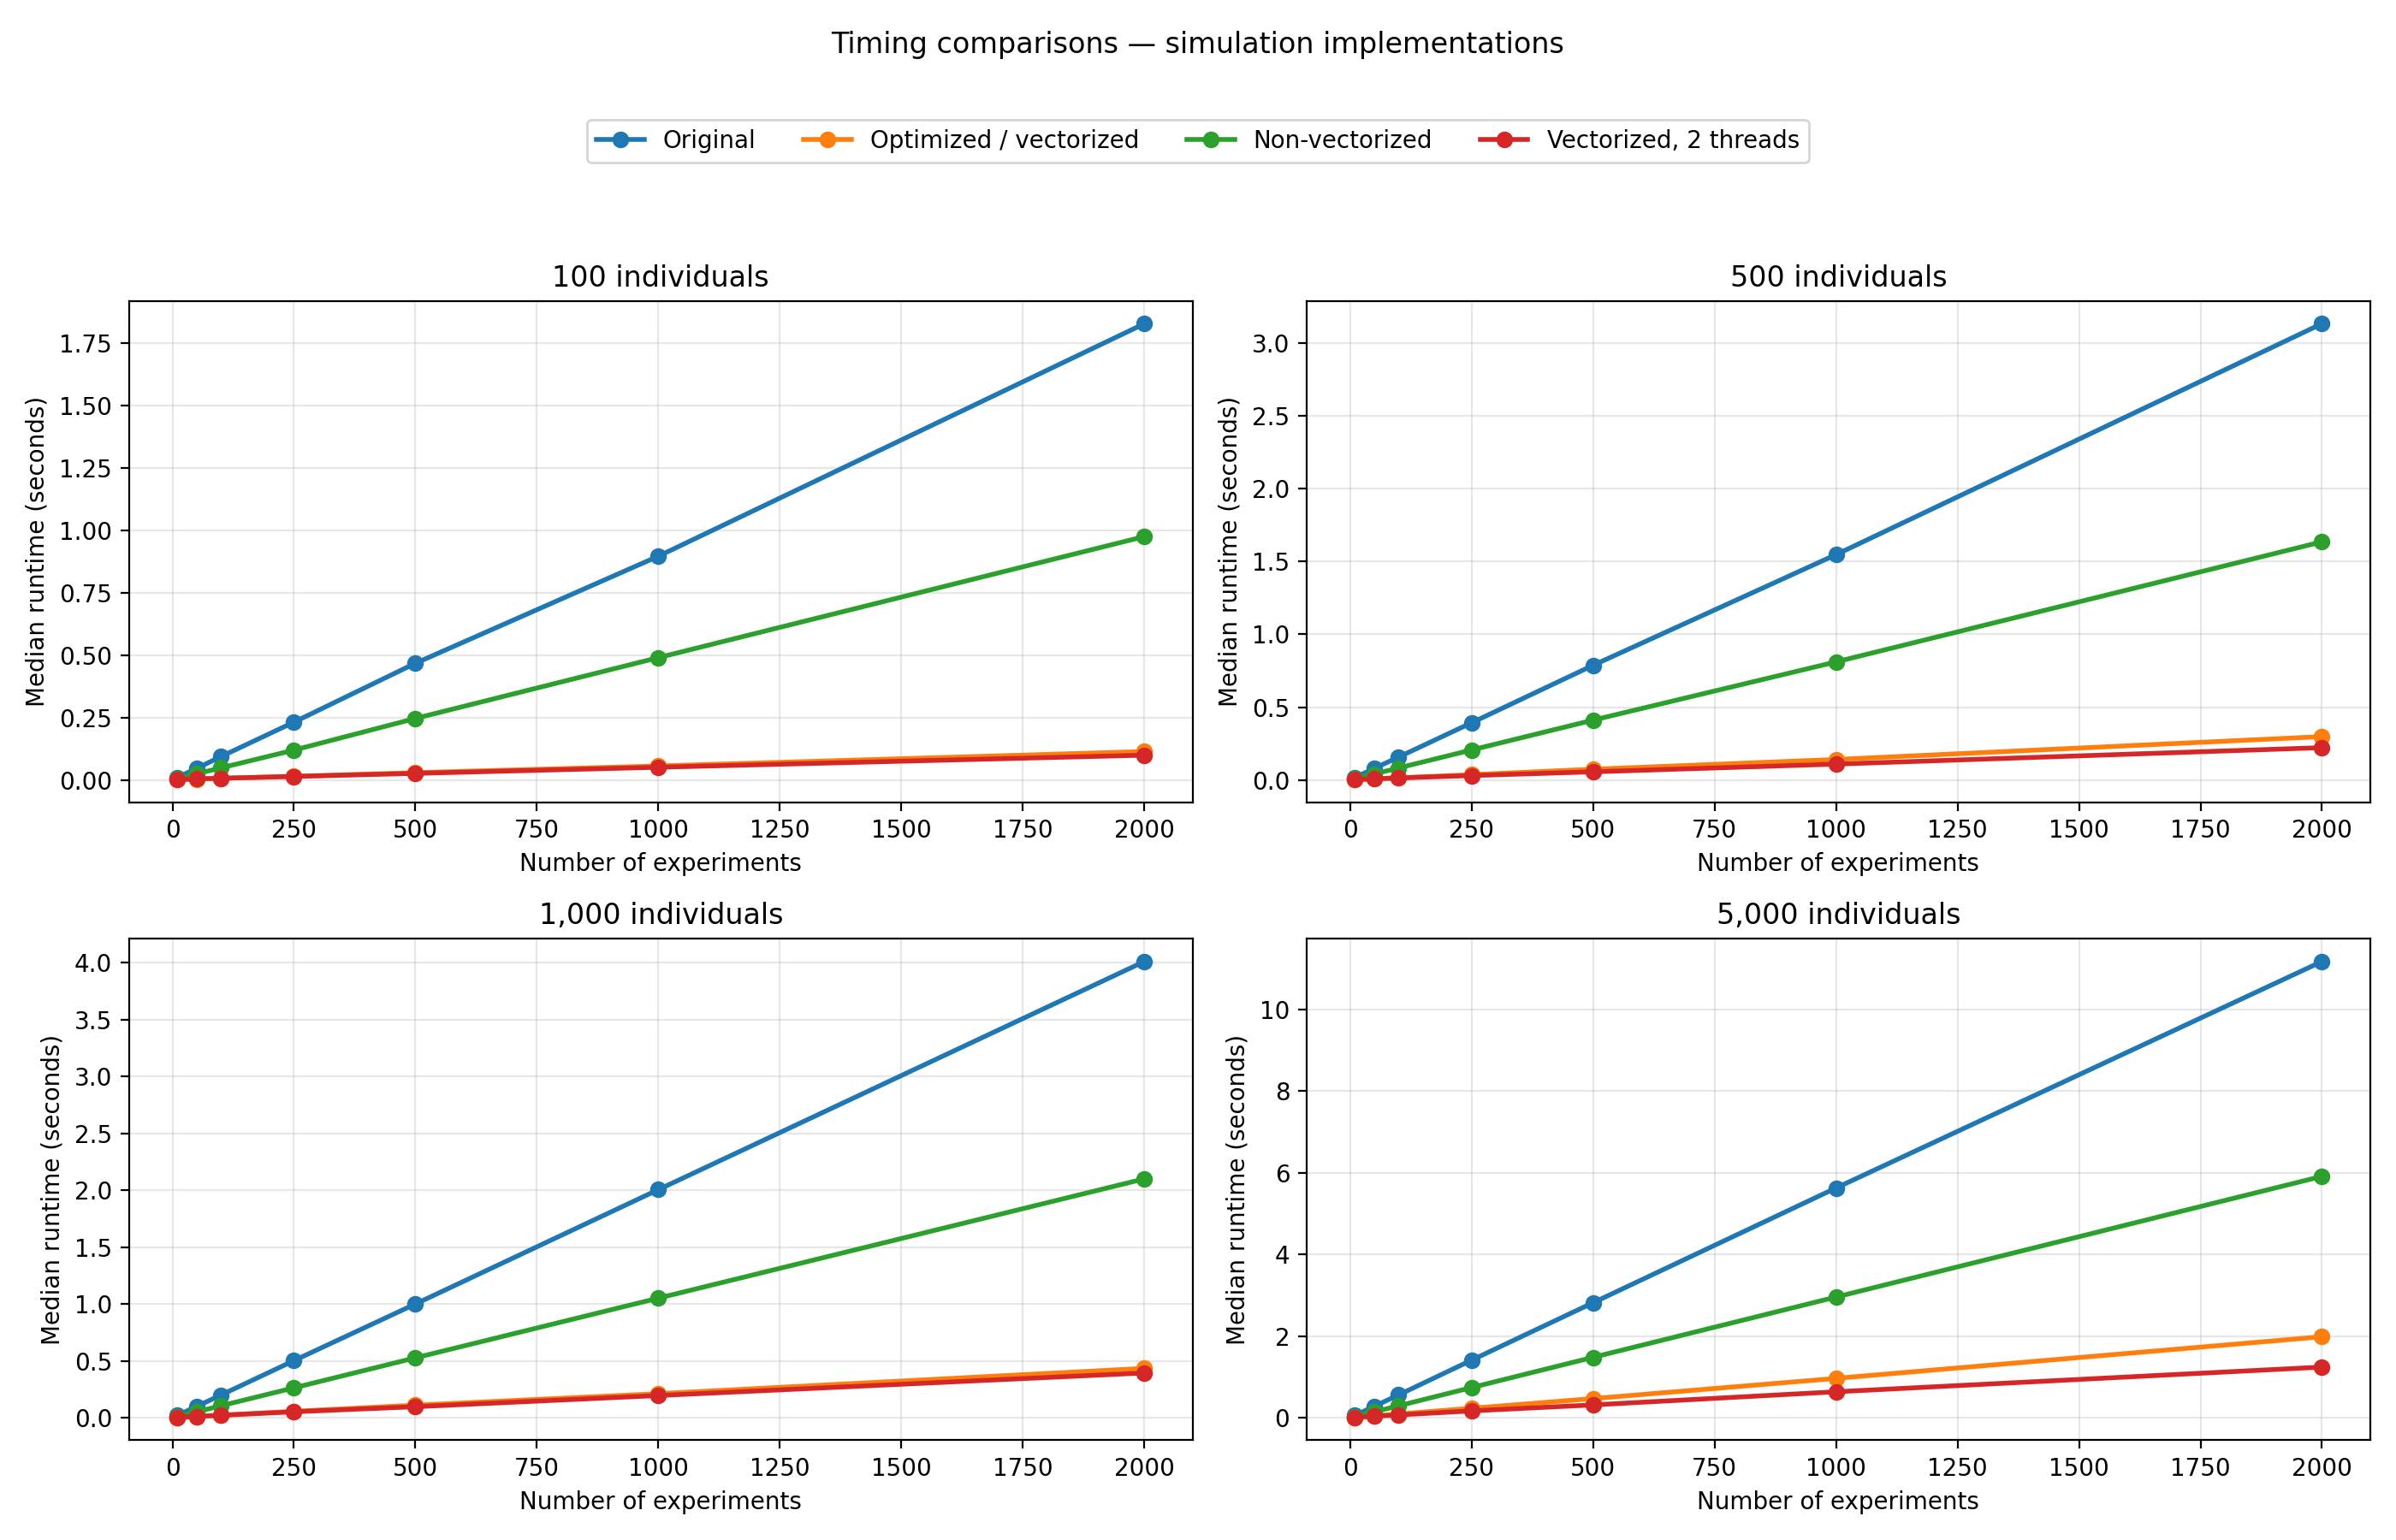 Timing comparisons — simulation implementations
Original Optimized / vectorized Non-vectorized Vectorized, 2 threads
100 individuals
Median runtime (seconds)
1.75
1.50
1.25
1.00
0.75
0.50
0.25
0.00
0 250 500 750 1000 1250 1500 1750 2000
Number of experiments
500 individuals
Median runtime (seconds)
3.0
2.5
2.0
1.5
1.0
0.5
0.0
0 250 500 750 1000 1250 1500 1750 2000
Number of experiments
1,000 individuals
Median runtime (seconds)
4.0
3.5
3.0
2.5
2.0
1.5
1.0
0.5
0.0
0 250 500 750 1000 1250 1500 1750 2000
Number of experiments
5,000 individuals
Median runtime (seconds)
10
8
6
4
2
0
0 250 500 750 1000 1250 1500 1750 2000
Number of experiments